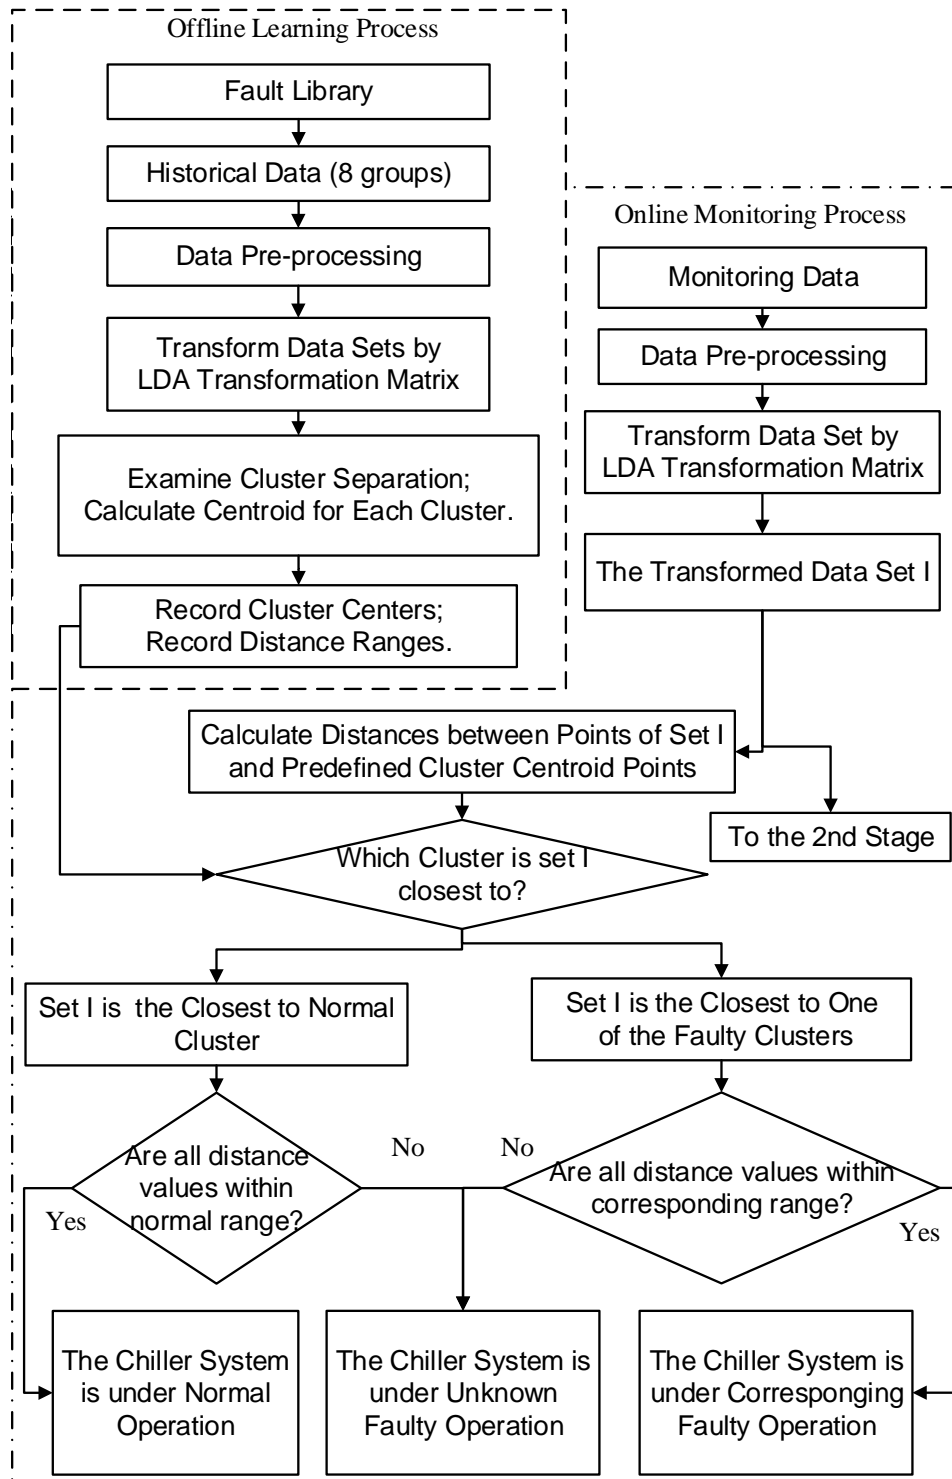 Offline Learning Process
Fault Library
Historical Data (8 groups)
Data Pre-processing
Transform Data Sets by
LDA Transformation Matrix
Examine Cluster Separation;
Calculate Centroid for Each Cluster.
Record Cluster Centers;
Record Distance Ranges.
Online Monitoring Process
Monitoring Data
Data Pre-processing
Transform Data Set by
LDA Transformation Matrix
The Transformed Data Set I
Calculate Distances between Points of Set I
and Predefined Cluster Centroid Points
To the 2nd Stage
Which Cluster is set I
closest to?
Set I is the Closest to Normal
Cluster
Set I is the Closest to One
of the Faulty Clusters
Are all distance
values within
normal range?
Yes
No
No
Are all distance values within
corresponding range?
Yes
The Chiller System
is under Normal
Operation
The Chiller System is
under Unknown
Faulty Operation
The Chiller System is
under Corresponging
Faulty Operation